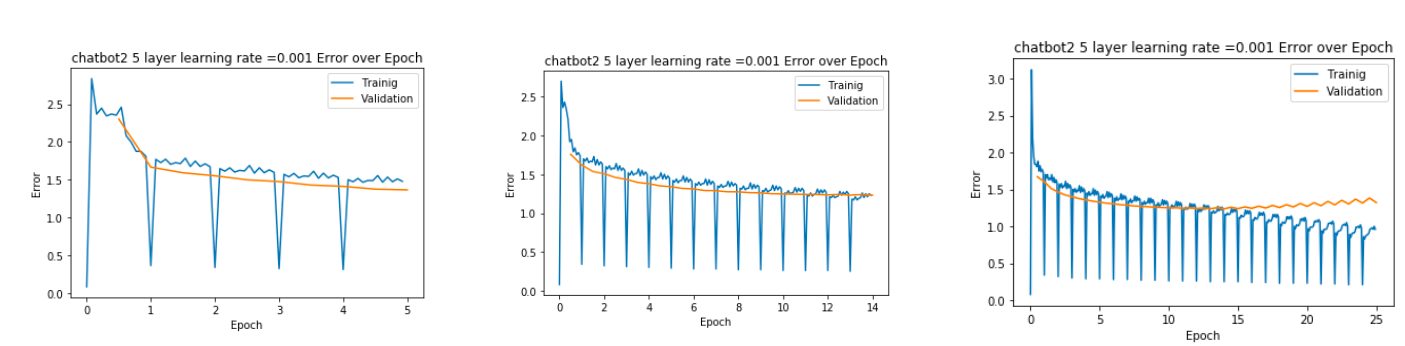 chatbot2 5 layer learning rate =0.001 Error over Epoch
Trainig
Validation
Error
2.5
2.0
1.5
1.0
0.5
0.0
0 1 2 3 4 5
Epoch
chatbot2 5 layer learning rate =0.001 Error over Epoch
Trainig
Validation
Error
2.5
2.0
1.5
1.0
0.5
0.0
0 2 4 6 8 10 12 14
Epoch
chatbot2 5 layer learning rate =0.001 Error over Epoch
Trainig
Validation
Error
3.0
2.5
2.0
1.5
1.0
0.5
0.0
0 5 10 15 20 25
Epoch